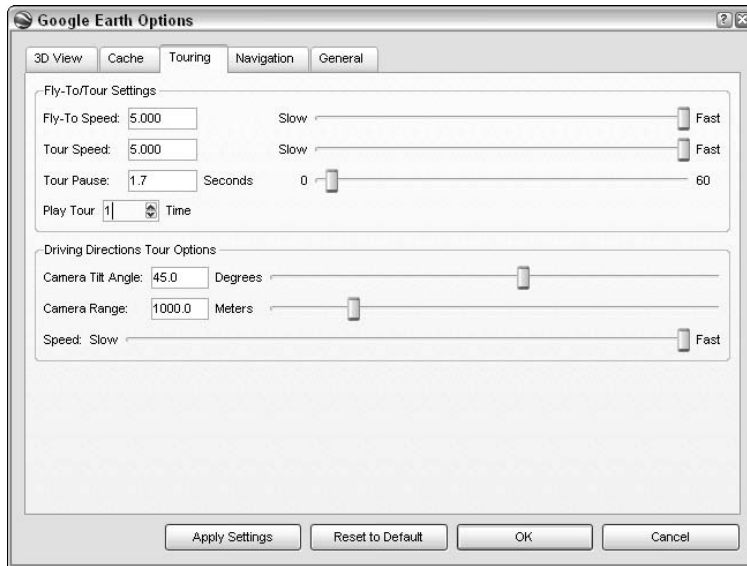 Google Earth Options
3D View Cache Touring Navigation General
Fly-To/Tour Settings
Fly-To Speed: 5.000 Slow Fast
Tour Speed: 5.000 Slow Fast
Tour Pause: 1.7 Seconds 0 60
Play Tour 1 Time
Driving Directions Tour Options
Camera Tilt Angle: 45.0 Degrees
Camera Range: 1000.0 Meters
Speed: Slow Fast
Apply Settings Reset to Default OK Cancel